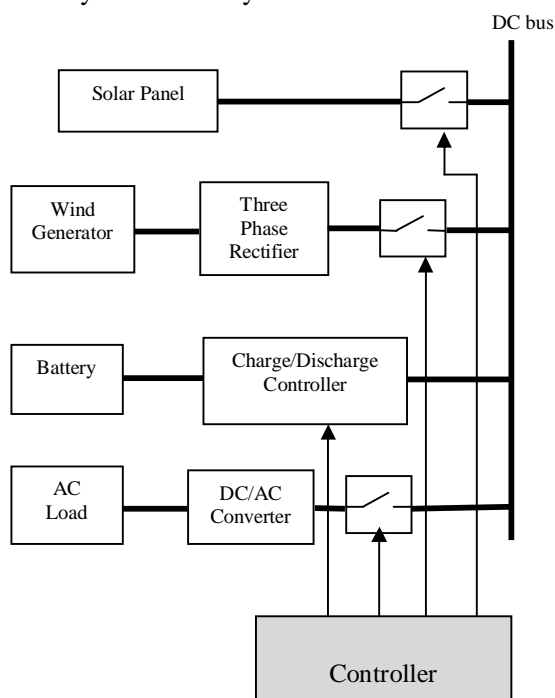 DC bus
Solar Panel
Wind
Generator
Three
Phase
Rectifier
Battery
Charge/Discharge
Controller
AC
Load
DC/AC
Converter
Controller